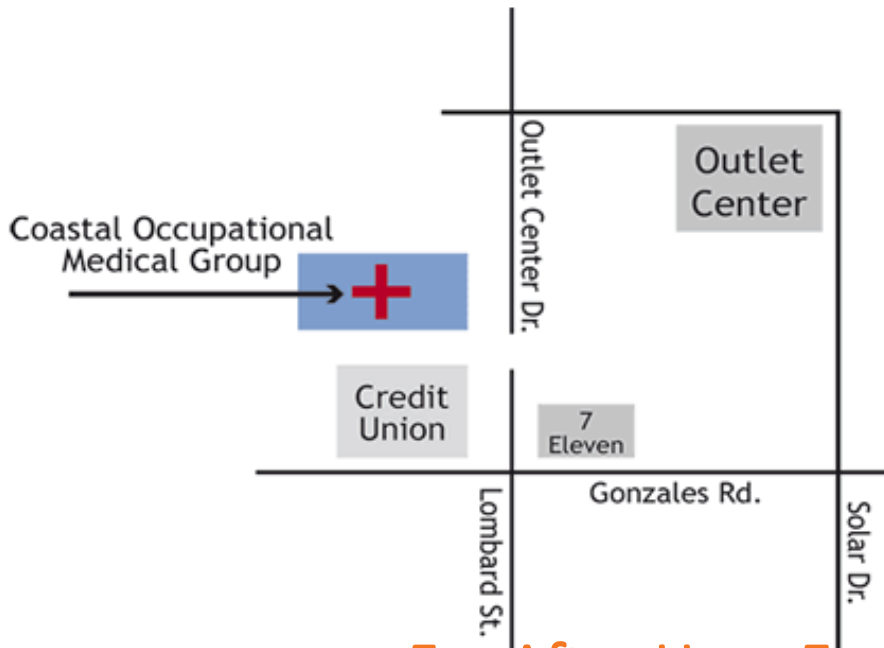 Outlet Center Dr.
Outlet
Center
Coastal Occupational
Medical Group
Credit
Union
7
Eleven
Gonzales Rd.
Lombard St.
Solar Dr.